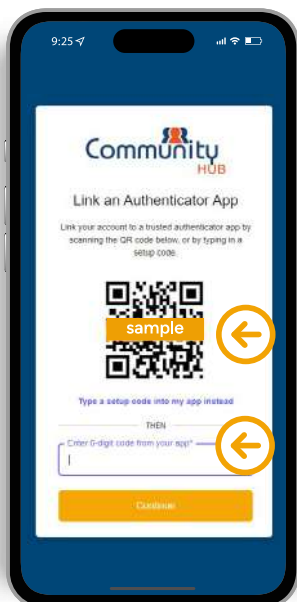 9:25
Community
HUB
Link an Authenticator App
Link your account to a trusted authenticator app by
scanning the QR code below, or by typing in a
setup code.
sample
Type a setup code into my app instead
THEN
Enter 6-digit code from your app*
Continue